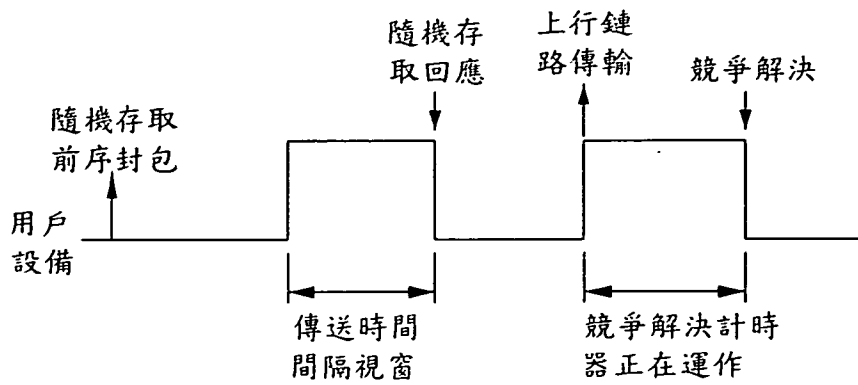 隨機存取
前序封包
隨機存
取回應
上行鏈
路傳輸
競爭解決
用戶
設備
傳送時間
間隔視窗
競爭解決計時
器正在運作